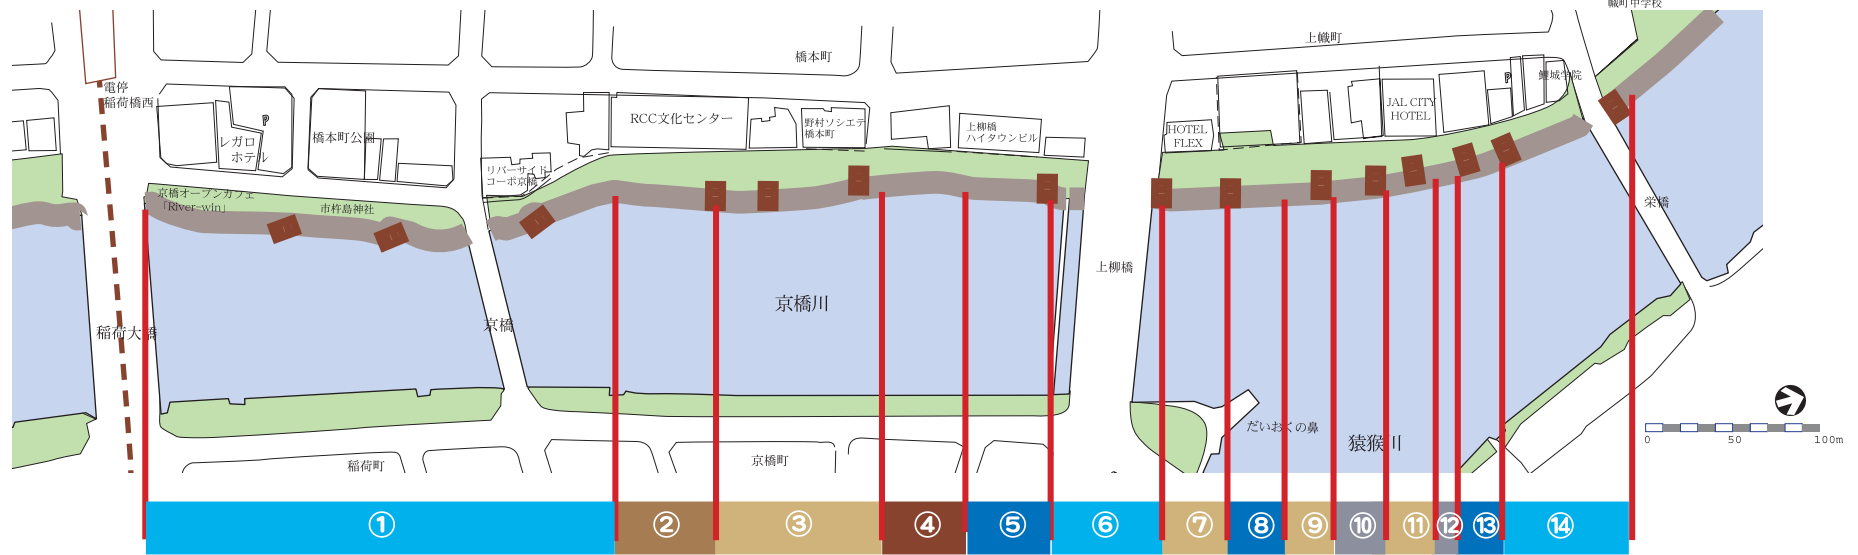 幟町中学校
上幟町
橋本町
電停
稲荷橋西
P
レガロ
ホテル
橋本町公園
RCC文化センター
野村ソシエテ
橋本町
上柳橋
ハイタウンビル
HOTEL
FLEX
JAL CITY
HOTEL
P
鯉城学院
リバーサイド
コーポ京橋
京橋オープンカフェ
「River-win」
市杵島神社
栄橋
上柳橋
京橋川
京橋
稲荷大橋
だいおくの鼻
猿猴川
稲荷町
京橋町
0 50 100m
① ② ③ ④ ⑤ ⑥ ⑦ ⑧ ⑨ ⑩ ⑪ ⑫ ⑬ ⑭